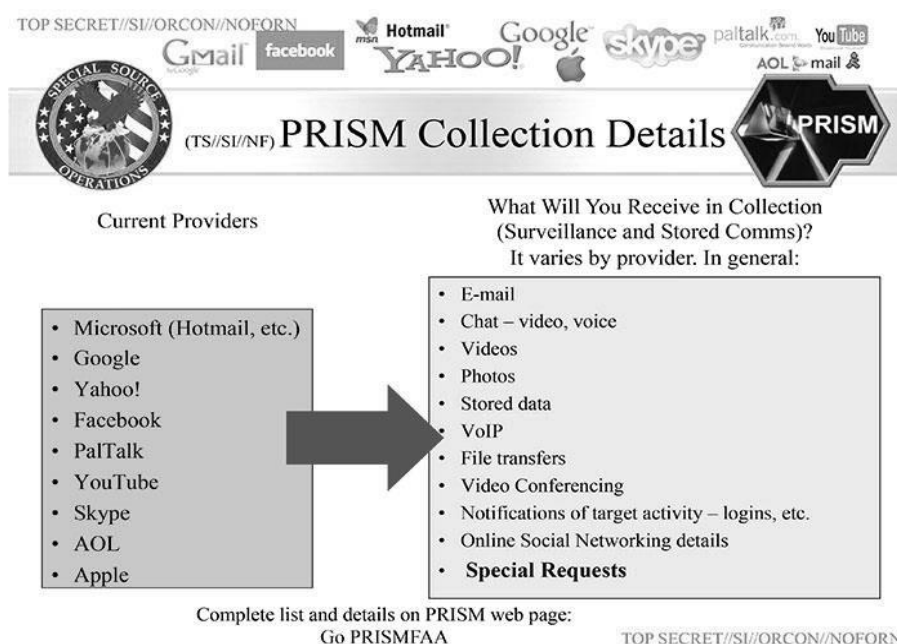 TOP SECRET//SI//ORCON//NOFORN
Gmail
facebook
msn Hotmail
YAHOO!
Google
skype
paltalk.com
YouTube
AOL mail
SPECIAL SOURCE OPERATIONS
(TS//SI//NF) PRISM Collection Details
PRISM
Current Providers
• Microsoft (Hotmail, etc.)
• Google
• Yahoo!
• Facebook
• PalTalk
• YouTube
• Skype
• AOL
• Apple
What Will You Receive in Collection
(Surveillance and Stored Comms)?
It varies by provider. In general:
• E-mail
• Chat – video, voice
• Videos
• Photos
• Stored data
• VoIP
• File transfers
• Video Conferencing
• Notifications of target activity – logins, etc.
• Online Social Networking details
• Special Requests
Complete list and details on PRISM web page:
Go PRISMFAA
TOP SECRET//SI//ORCON//NOFORN